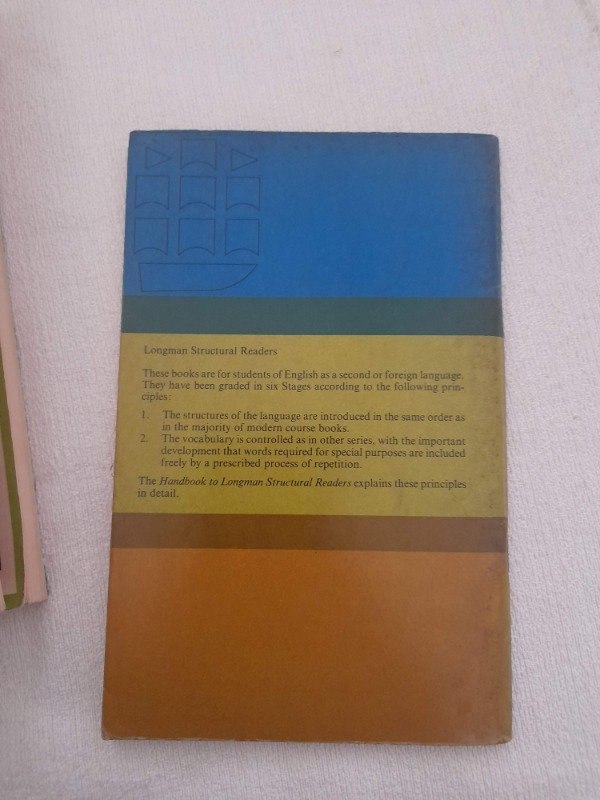 Longman Structural Readers
These books are for students of English as a second or foreign language.
They have been graded in six Stages according to the following prin-
ciples:
1. The structures of the language are introduced in the same order as
in the majority of modern course books.
2. The vocabulary is controlled as in other series, with the important
development that words required for special purposes are included
freely by a prescribed process of repetition.
The Handbook to Longman Structural Readers explains these principles
in detail.